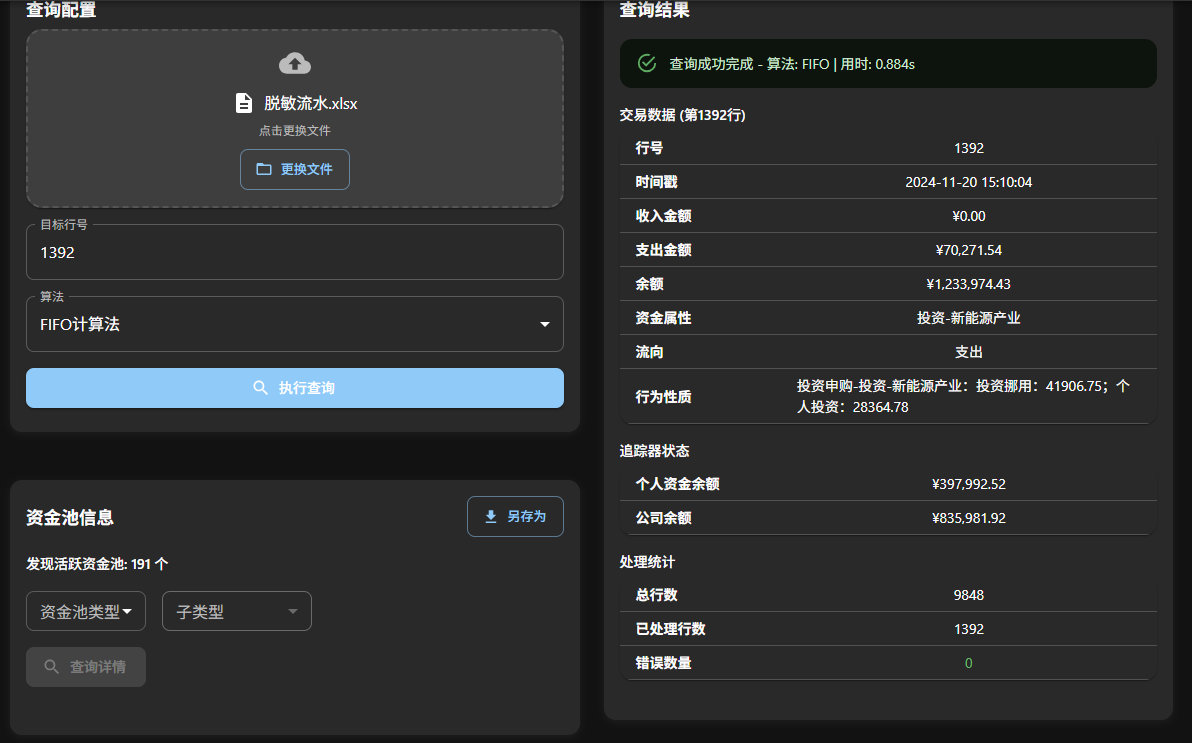 查询配置
脱敏流水.xlsx
点击更换文件
更换文件
目标行号
1392
算法
FIFO计算法
执行查询
资金池信息
另存为
发现活跃资金池: 191 个
资金池类型
子类型
查询详情
查询结果
查询成功完成 - 算法: FIFO | 用时: 0.884s
交易数据 (第1392行)
行号 1392
时间戳 2024-11-20 15:10:04
收入金额 ¥0.00
支出金额 ¥70,271.54
余额 ¥1,233,974.43
资金属性 投资-新能源产业
流向 支出
行为性质 投资申购-投资-新能源产业：投资挪用：41906.75；个
人投资：28364.78
追踪器状态
个人资金余额 ¥397,992.52
公司余额 ¥835,981.92
处理统计
总行数 9848
已处理行数 1392
错误数量 0